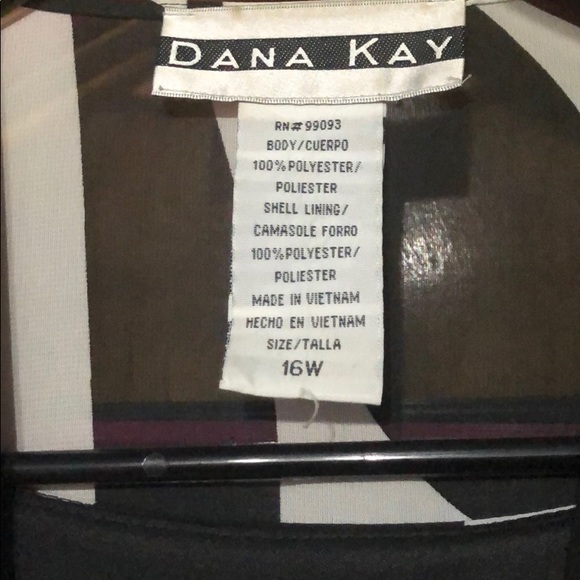 DANA KAY
RN#99093
BODY/CUERPO
100%POLYESTER/
POLIESTER
SHELL LINING/
CAMASOLE FORRO
100%POLYESTER/
POLIESTER
MADE IN VIETNAM
HECHO EN VIETNAM
SIZE/TALLA
16W